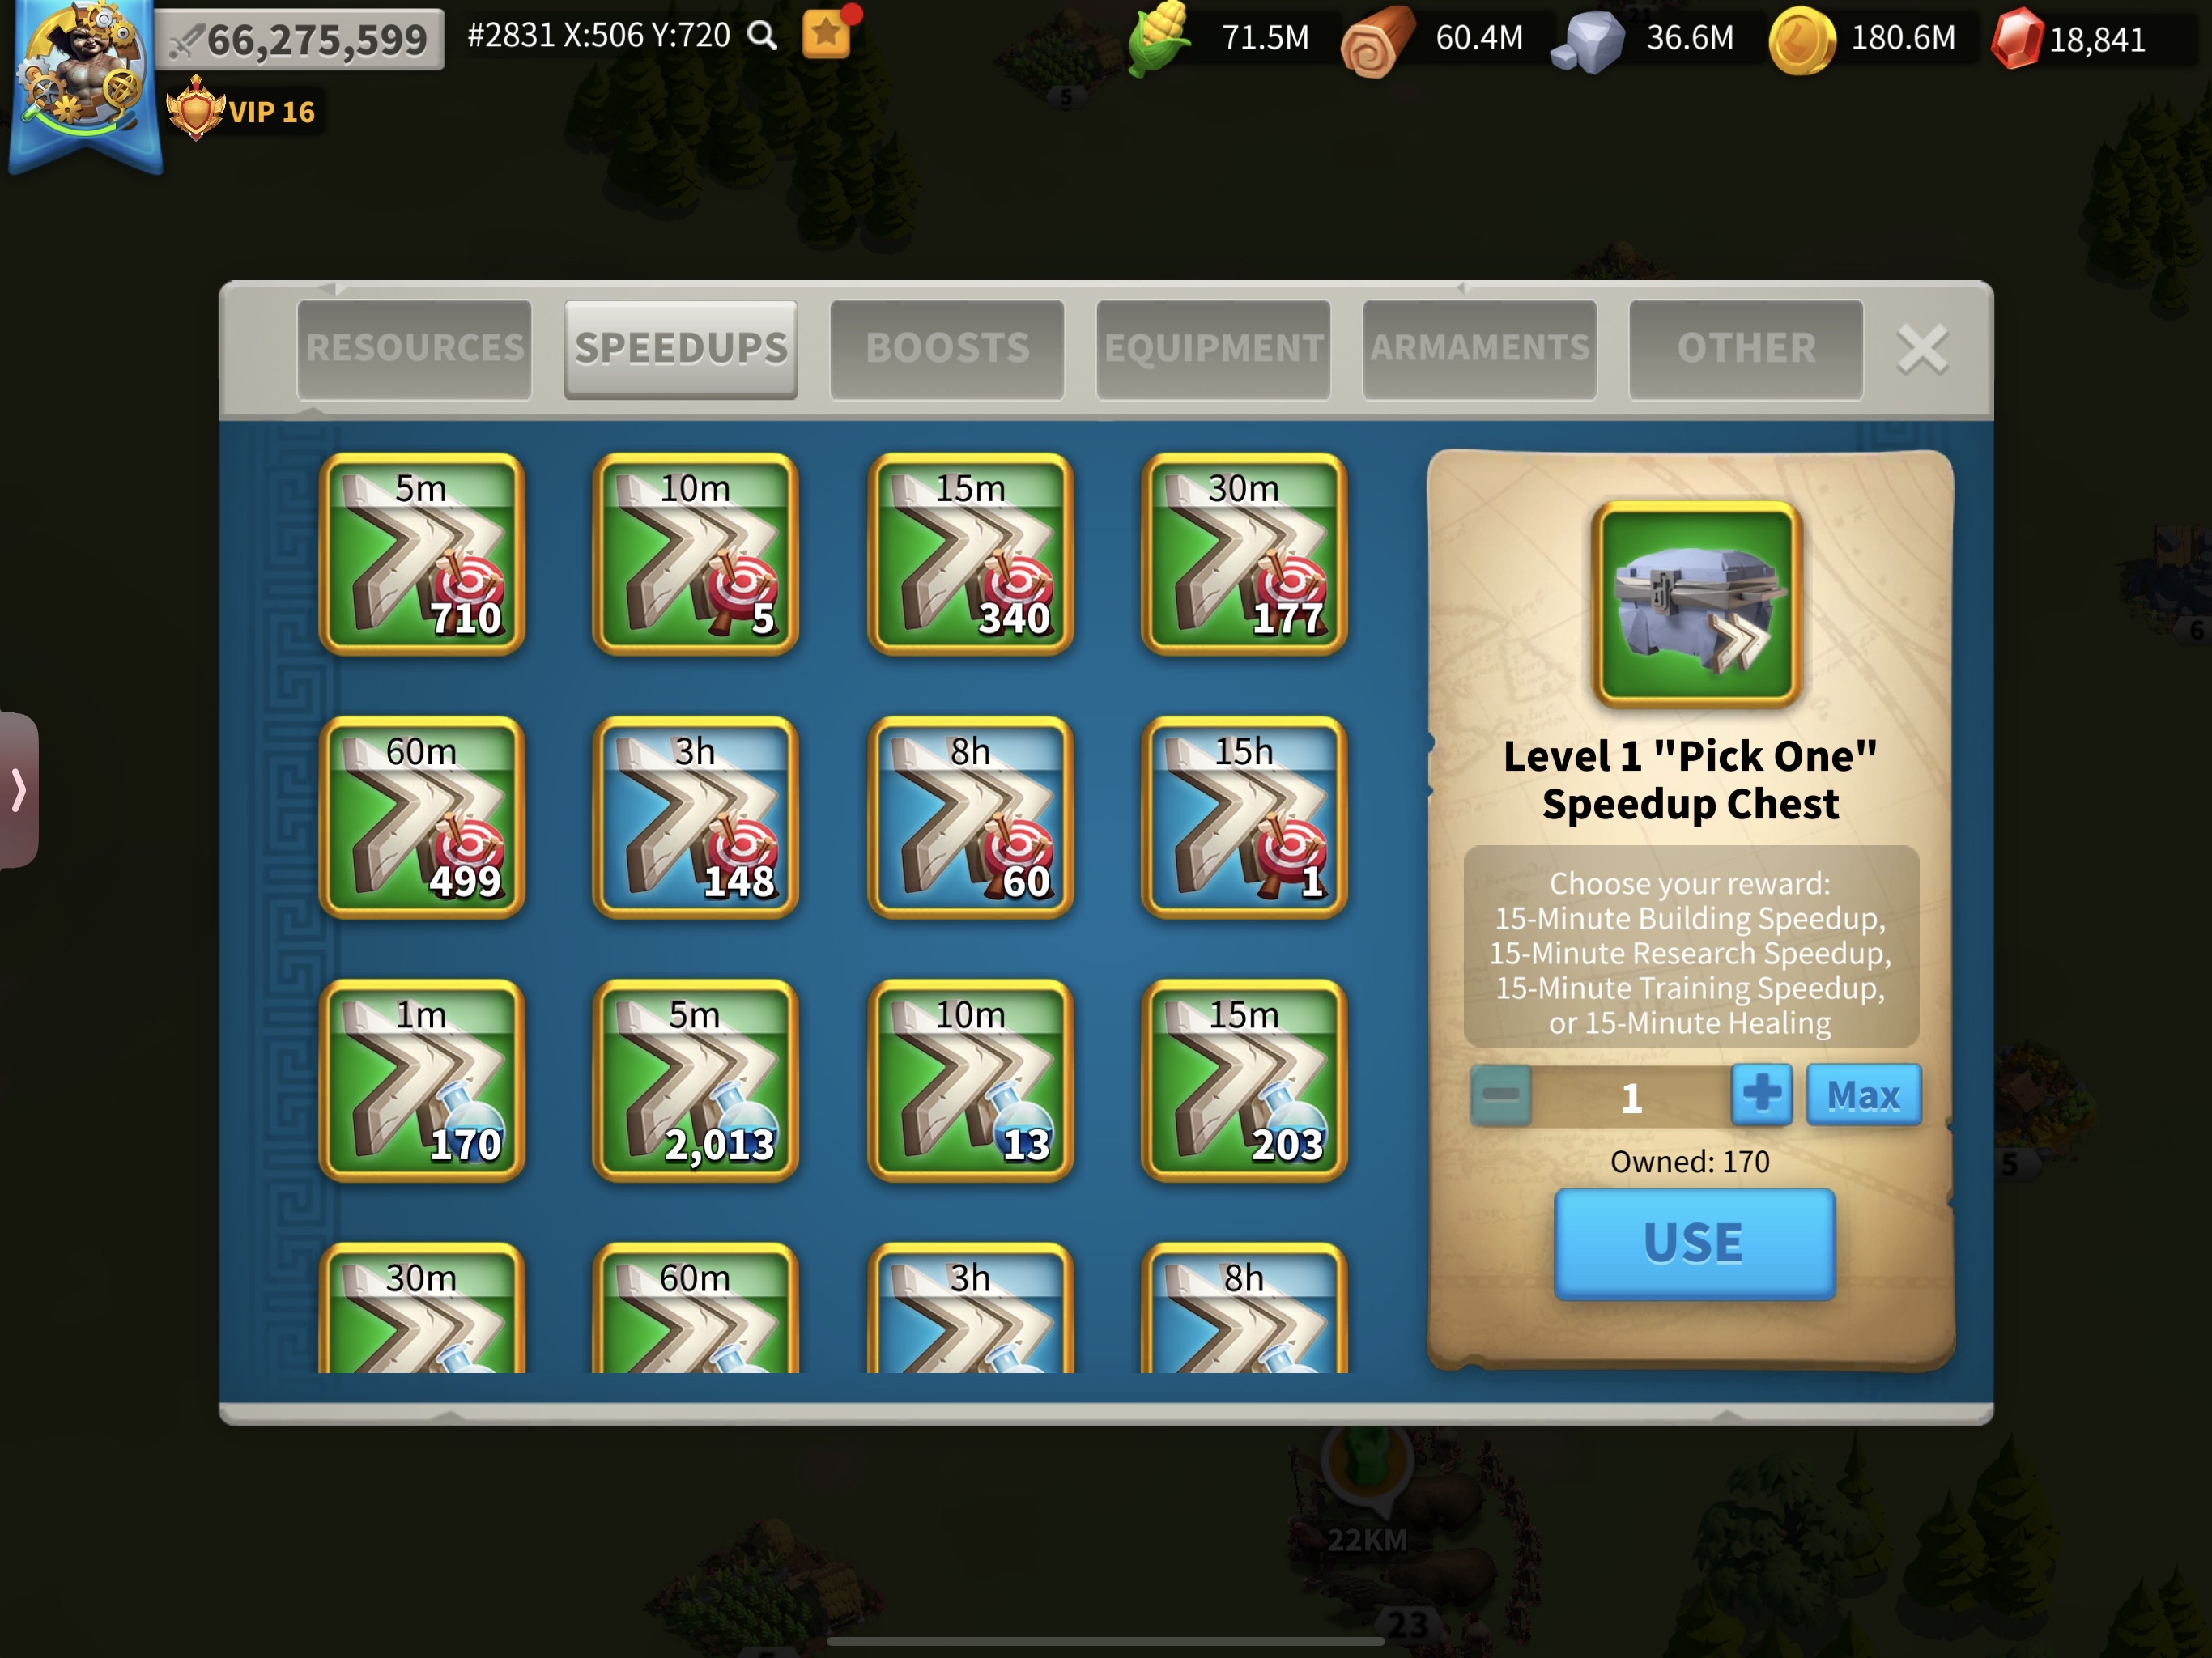 66,275,599
#2831 X:506 Y:720
71.5M
60.4M
36.6M
180.6M
18,841
VIP 16
5
RESOURCES
SPEEDUPS
BOOSTS
EQUIPMENT
ARMAMENTS
OTHER
5m
710
10m
5
15m
340
30m
177
60m
499
3h
148
8h
60
15h
1
1m
170
5m
2,013
10m
13
15m
203
30m
60m
3h
8h
Level 1 "Pick One"
Speedup Chest
Choose your reward:
15-Minute Building Speedup,
15-Minute Research Speedup,
15-Minute Training Speedup,
or 15-Minute Healing
1
Max
Owned: 170
USE
6
5
22KM
23